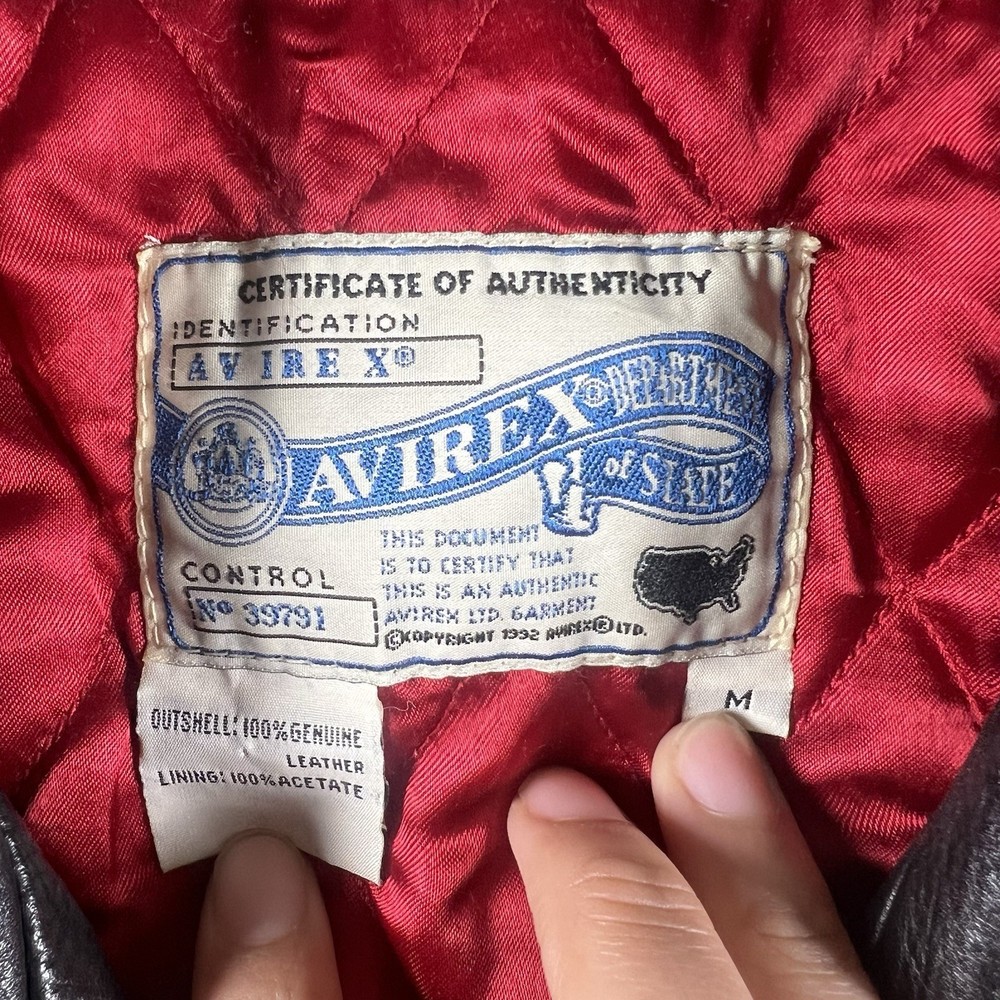 CERTIFICATE OF AUTHENTICITY
IDENTIFICATION
AVIREX®
AVIREX® DEPARTMENT
of STATE
CONTROL
Nº 39791
THIS DOCUMENT
IS TO CERTIFY THAT
THIS IS AN AUTHENTIC
AVIREX LTD. GARMENT
©COPYRIGHT 1992 AVIREX® LTD.
OUTSHELL: 100% GENUINE
LEATHER
LINING: 100% ACETATE
M